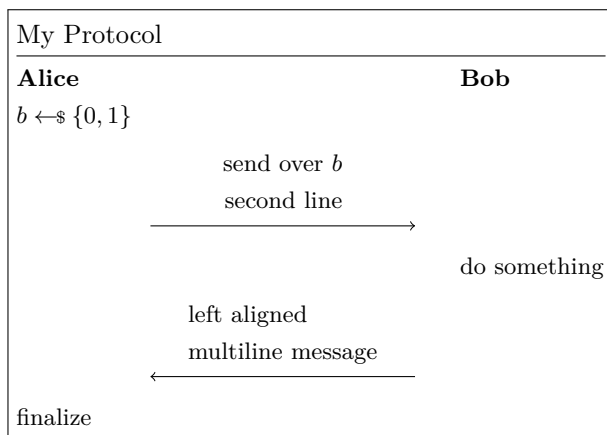 My Protocol
Alice Bob
b ←$ {0, 1}
send over b
second line
do something
left aligned
multiline message
finalize